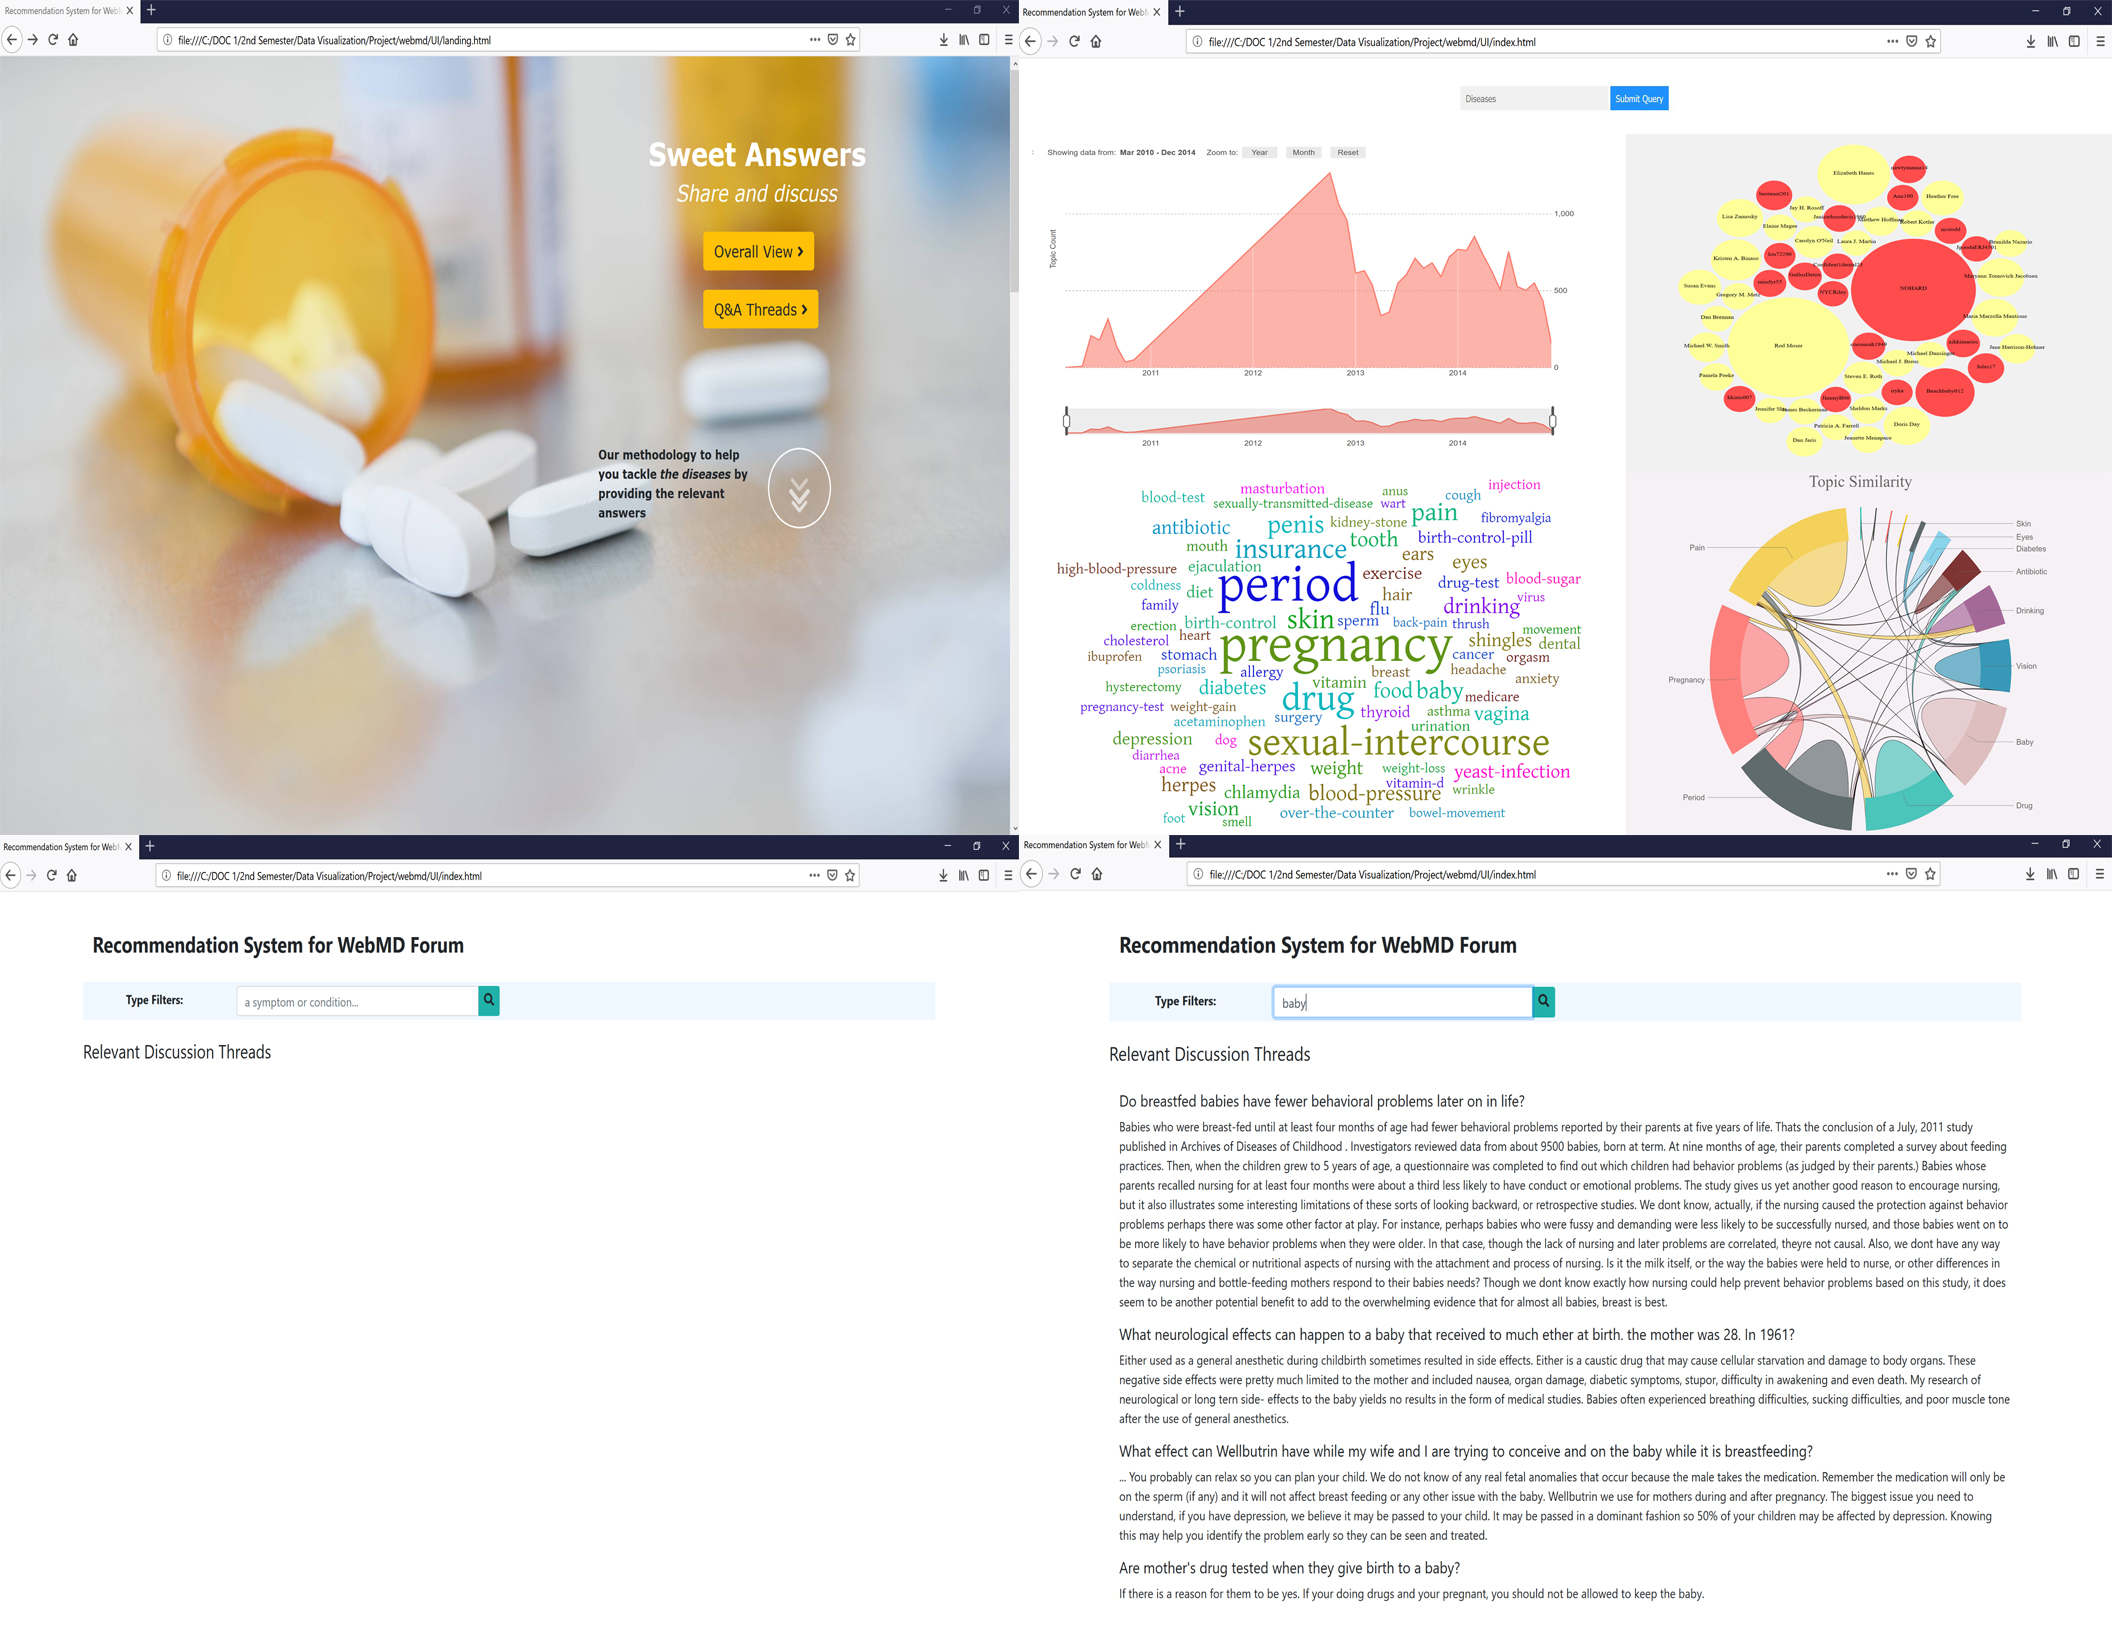 Recommendation System for WebM
file:///C:/DOC 1/2nd Semester/Data Visualization/Project/webmd/UI/landing.html
Sweet Answers
Share and discuss
Overall View
Q&A Threads
Our methodology to help
you tackle the diseases by
providing the relevant
answers
Recommendation System for WebM
file:///C:/DOC 1/2nd Semester/Data Visualization/Project/webmd/UI/index.html
Diseases
Submit Query
Showing data from: Mar 2010 - Dec 2014 Zoom to: Year Month Reset
Topic Count
1,000
500
0
2011 2012 2013 2014
2011 2012 2013 2014
Elizabeth Hanes
Ann100
Heather Free
Lisa Zamosky
Jay H. Rosoff
Elaine Magee
Matthew Hoffman
Robert Kotler
Carolyn O'Neil
Laura J. Martin
Brunilda Nazario
Kristen A. Binaso
Maryann Tomovich Jacobsen
Susan Evans
Gregory M. Metz
NYCRiley
NOHARD
Dan Brennan
Maria Marzella Mantione
Michael W. Smith
Rod Moser
Michael Dansinger
Jane Harrison-Hohner
Michael J. Breus
Pamela Peeke
Steven E. Roth
Beachbaby012
Sheldon Marks
Patricia A. Farrell
Doris Day
Jeanette Menapace
blood-test
masturbation
anus
cough
injection
sexually-transmitted-disease
wart
antibiotic
penis
kidney-stone
pain
fibromyalgia
mouth
insurance
tooth
birth-control-pill
ears
high-blood-pressure
ejaculation
eyes
coldness
diet
period
exercise
drug-test
blood-sugar
hair
family
flu
drinking
virus
erection
birth-control
skin
sperm
back-pain
thrush
movement
cholesterol
heart
shingles
dental
ibuprofen
stomach
pregnancy
cancer
orgasm
psoriasis
allergy
breast
headache
anxiety
hysterectomy
diabetes
vitamin
food
baby
medicare
pregnancy-test
weight-gain
drug
thyroid
asthma
vagina
acetaminophen
surgery
urination
depression
dog
sexual-intercourse
diarrhea
acne
genital-herpes
weight
weight-loss
yeast-infection
herpes
chlamydia
blood-pressure
vitamin-d
wrinkle
vision
foot
smell
over-the-counter
bowel-movement
Topic Similarity
Skin
Eyes
Diabetes
Antibiotic
Drinking
Vision
Baby
Drug
Period
Pregnancy
Pain
Recommendation System for WebM
file:///C:/DOC 1/2nd Semester/Data Visualization/Project/webmd/UI/index.html
Recommendation System for WebMD Forum
Type Filters:
a symptom or condition...
Relevant Discussion Threads
Recommendation System for WebM
file:///C:/DOC 1/2nd Semester/Data Visualization/Project/webmd/UI/index.html
Recommendation System for WebMD Forum
Type Filters:
baby
Relevant Discussion Threads
Do breastfed babies have fewer behavioral problems later on in life?
Babies who were breast-fed until at least four months of age had fewer behavioral problems reported by their parents at five years of life. Thats the conclusion of a July, 2011 study
published in Archives of Diseases of Childhood . Investigators reviewed data from about 9500 babies, born at term. At nine months of age, their parents completed a survey about feeding
practices. Then, when the children grew to 5 years of age, a questionnaire was completed to find out which children had behavior problems (as judged by their parents.) Babies whose
parents recalled nursing for at least four months were about a third less likely to have conduct or emotional problems. The study gives us yet another good reason to encourage nursing,
but it also illustrates some interesting limitations of these sorts of looking backward, or retrospective studies. We dont know, actually, if the nursing caused the protection against behavior
problems perhaps there was some other factor at play. For instance, perhaps babies who were fussy and demanding were less likely to be successfully nursed, and those babies went on to
be more likely to have behavior problems when they were older. In that case, though the lack of nursing and later problems are correlated, theyre not causal. Also, we dont have any way
to separate the chemical or nutritional aspects of nursing with the attachment and process of nursing. Is it the milk itself, or the way the babies were held to nurse, or other differences in
the way nursing and bottle-feeding mothers respond to their babies needs? Though we dont know exactly how nursing could help prevent behavior problems based on this study, it does
seem to be another potential benefit to add to the overwhelming evidence that for almost all babies, breast is best.
What neurological effects can happen to a baby that received to much ether at birth. the mother was 28. In 1961?
Either used as a general anesthetic during childbirth sometimes resulted in side effects. Either is a caustic drug that may cause cellular starvation and damage to body organs. These
negative side effects were pretty much limited to the mother and included nausea, organ damage, diabetic symptoms, stupor, difficulty in awakening and even death. My research of
neurological or long tern side- effects to the baby yields no results in the form of medical studies. Babies often experienced breathing difficulties, sucking difficulties, and poor muscle tone
after the use of general anesthetics.
What effect can Wellbutrin have while my wife and I are trying to conceive and on the baby while it is breastfeeding?
... You probably can relax so you can plan your child. We do not know of any real fetal anomalies that occur because the male takes the medication. Remember the medication will only be
on the sperm (if any) and it will not affect breast feeding or any other issue with the baby. Wellbutrin we use for mothers during and after pregnancy. The biggest issue you need to
understand, if you have depression, we believe it may be passed to your child. It may be passed in a dominant fashion so 50% of your children may be affected by depression. Knowing
this may help you identify the problem early so they can be seen and treated.
Are mother's drug tested when they give birth to a baby?
If there is a reason for them to be yes. If your doing drugs and your pregnant, you should not be allowed to keep the baby.